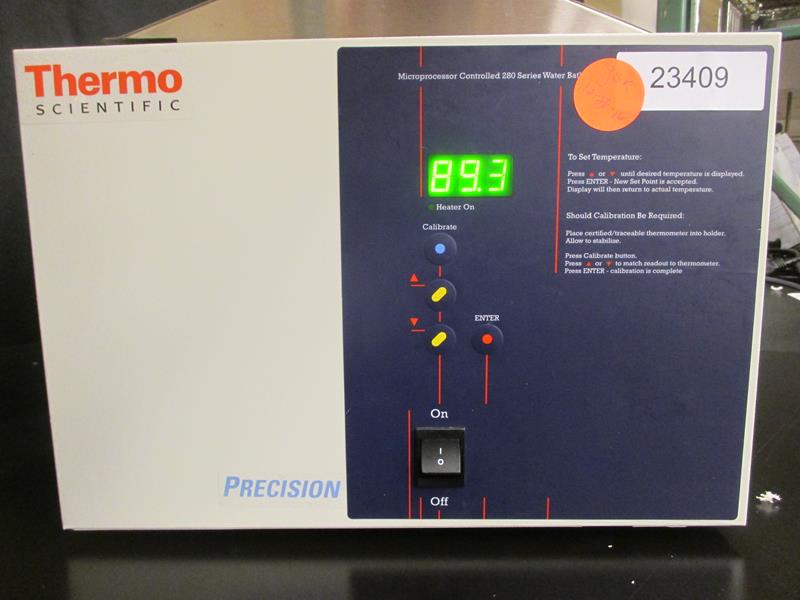 Thermo
SCIENTIFIC
Microprocessor Controlled 280 Series Water Bat
23409
89.3
Heater On
Calibrate
ENTER
On
I
O
Off
To Set Temperature:
Press ▲ or ▼ until desired temperature is displayed.
Press ENTER - New Set Point is accepted.
Display will then return to actual temperature.
Should Calibration Be Required:
Place certified/traceable thermometer into holder.
Allow to stabilise.
Press Calibrate button.
Press ▲ or ▼ to match readout to thermometer.
Press ENTER - calibration is complete
PRECISION